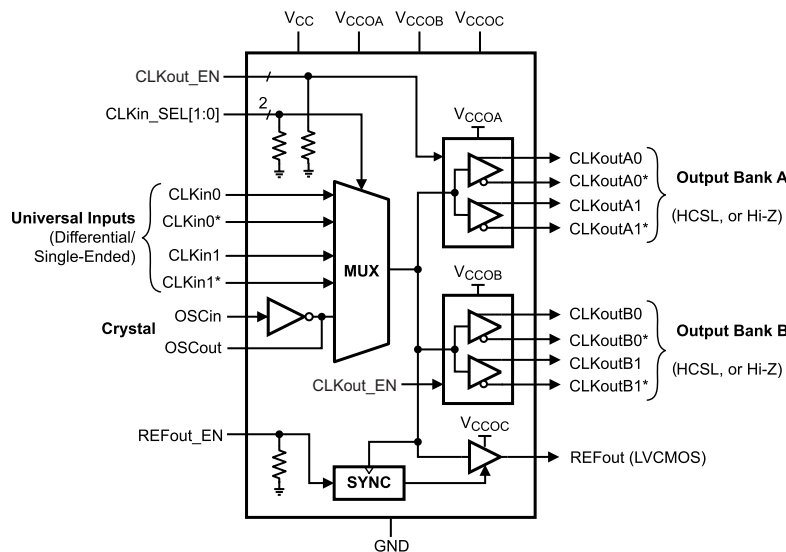 VCC VCCOA VCCOB VCCOC
CLKout_EN
CLKin_SEL[1:0] 2
VCCOA
CLKoutA0
CLKoutA0*
CLKoutA1
CLKoutA1*
Output Bank A
(HCSL, or Hi-Z)
Universal Inputs
(Differential/
Single-Ended)
CLKin0
CLKin0*
CLKin1
CLKin1*
MUX
Crystal
OSCin
OSCout
VCCOB
CLKoutB0
CLKoutB0*
CLKoutB1
CLKoutB1*
Output Bank B
(HCSL, or Hi-Z)
CLKout_EN
REFout_EN
SYNC
VCCOC
REFout (LVCMOS)
GND